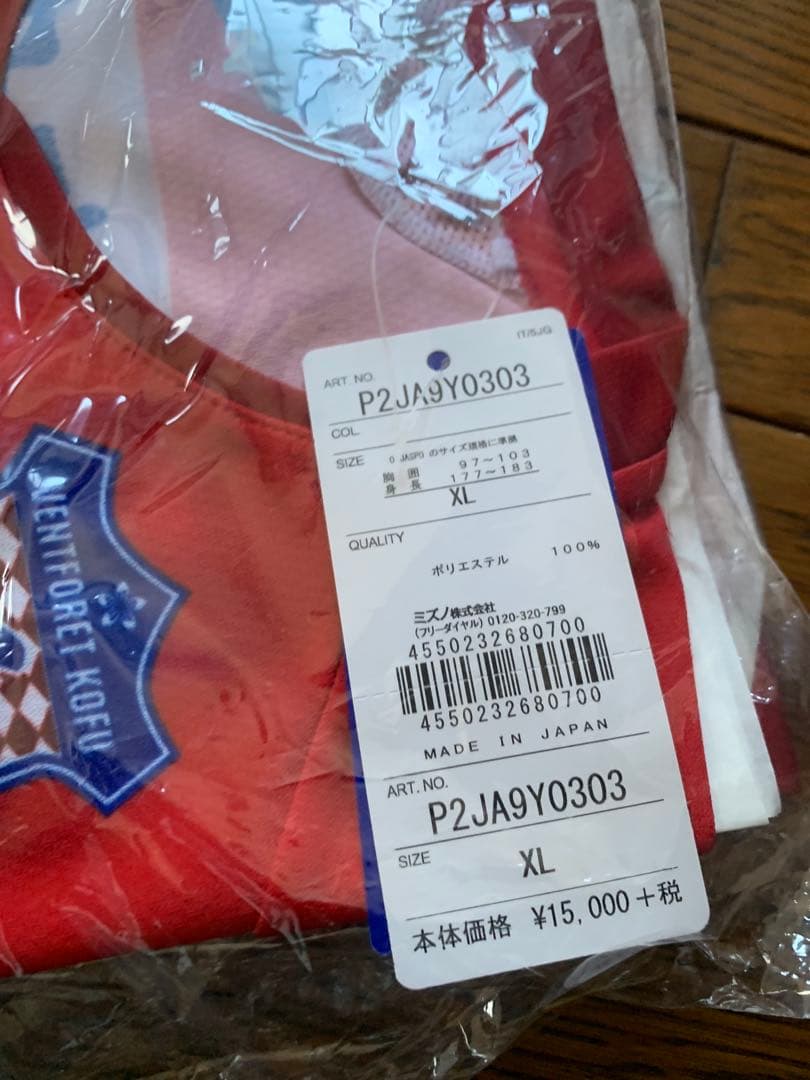 IT/5JG
ART. NO.
P2JA9Y0303
COL
SIZE
0 JASPO のサイズ規格に準拠
胸 囲 97～103
身 長 177～183
XL
QUALITY
ポリエステル 100%
ミズノ株式会社
(フリーダイヤル) 0120-320-799
4550232680700
4550232680700
MADE IN JAPAN
ART. NO.
P2JA9Y0303
SIZE
XL
本体価格 ¥15,000+税
KOFU